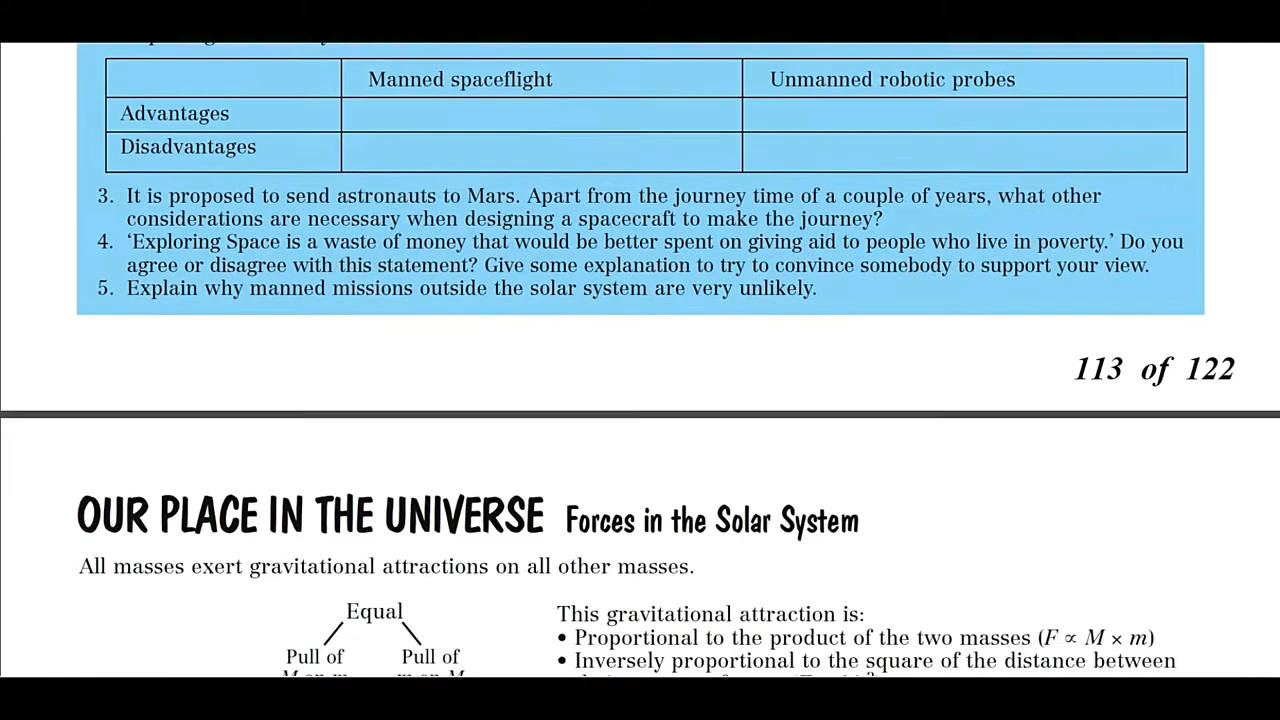 Manned spaceflight Unmanned robotic probes
Advantages
Disadvantages
3. It is proposed to send astronauts to Mars. Apart from the journey time of a couple of years, what other
considerations are necessary when designing a spacecraft to make the journey?
4. ‘Exploring Space is a waste of money that would be better spent on giving aid to people who live in poverty.’ Do you
agree or disagree with this statement? Give some explanation to try to convince somebody to support your view.
5. Explain why manned missions outside the solar system are very unlikely.
113 of 122
OUR PLACE IN THE UNIVERSE Forces in the Solar System
All masses exert gravitational attractions on all other masses.
Equal
Pull of Pull of
This gravitational attraction is:
• Proportional to the product of the two masses (F ∝ M × m)
• Inversely proportional to the square of the distance between